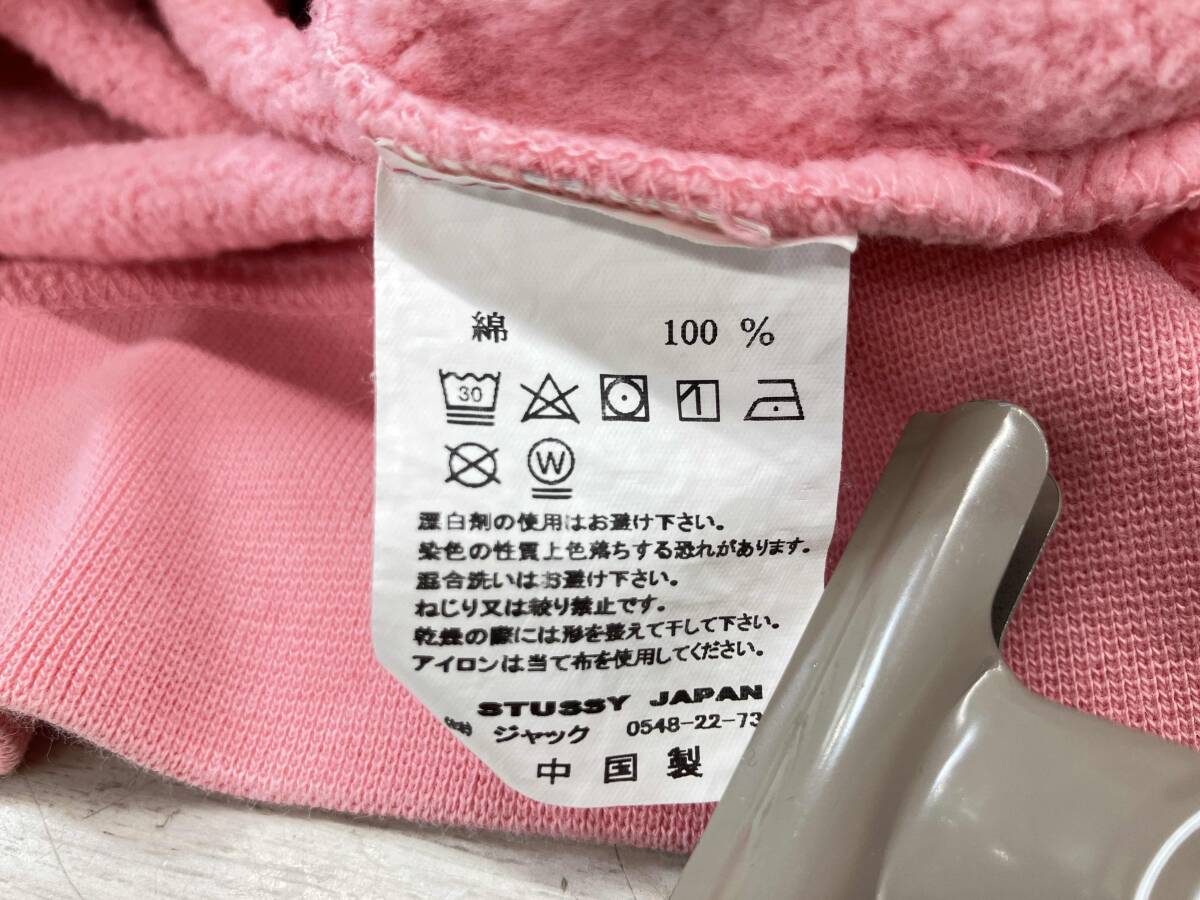 綿 100 %
30
W
漂白剤の使用はお避け下さい。
染色の性質上色落ちする恐れがあります。
混合洗いはお避け下さい。
ねじり又は絞り禁止です。
乾燥の際には形を整えて干して下さい。
アイロンは当て布を使用してください。
STUSSY JAPAN
ジャック 0548-22-73
中国製